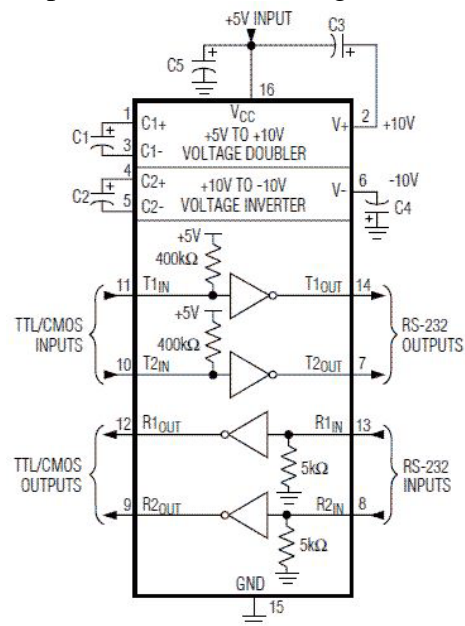 +5V INPUT
C3
C5
+
+
16
1
C1+
VCC
V+
2
+10V
C1
+
+5V TO +10V
3
C1-
VOLTAGE DOUBLER
4
C2+
+10V TO -10V
V-
6
-10V
C2
+
5
C2-
VOLTAGE INVERTER
+
C4
+5V
400kΩ
11
T1IN
T1OUT
14
TTL/CMOS
INPUTS
+5V
400kΩ
RS-232
OUTPUTS
10
T2IN
T2OUT
7
12
R1OUT
R1IN
13
TTL/CMOS
OUTPUTS
5kΩ
RS-232
INPUTS
9
R2OUT
R2IN
8
5kΩ
GND
15